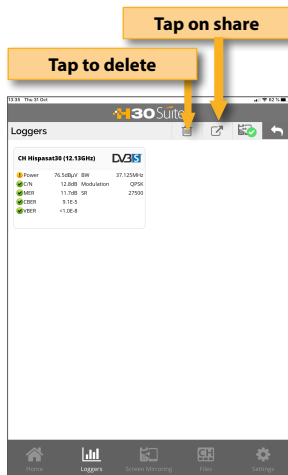 Tap on share
Tap to delete
13:35 Thu 31 Oct
82 %
H30Suite
Loggers
CH Hispasat30 (12.13GHz) DVB S
Power 76.5dBµV BW 37.125MHz
C/N 12.8dB Modulation QPSK
MER 11.7dB SR 27500
CBER 9.1E-5
VBER <1.0E-8
CH
Home Loggers Screen Mirroring Files Settings